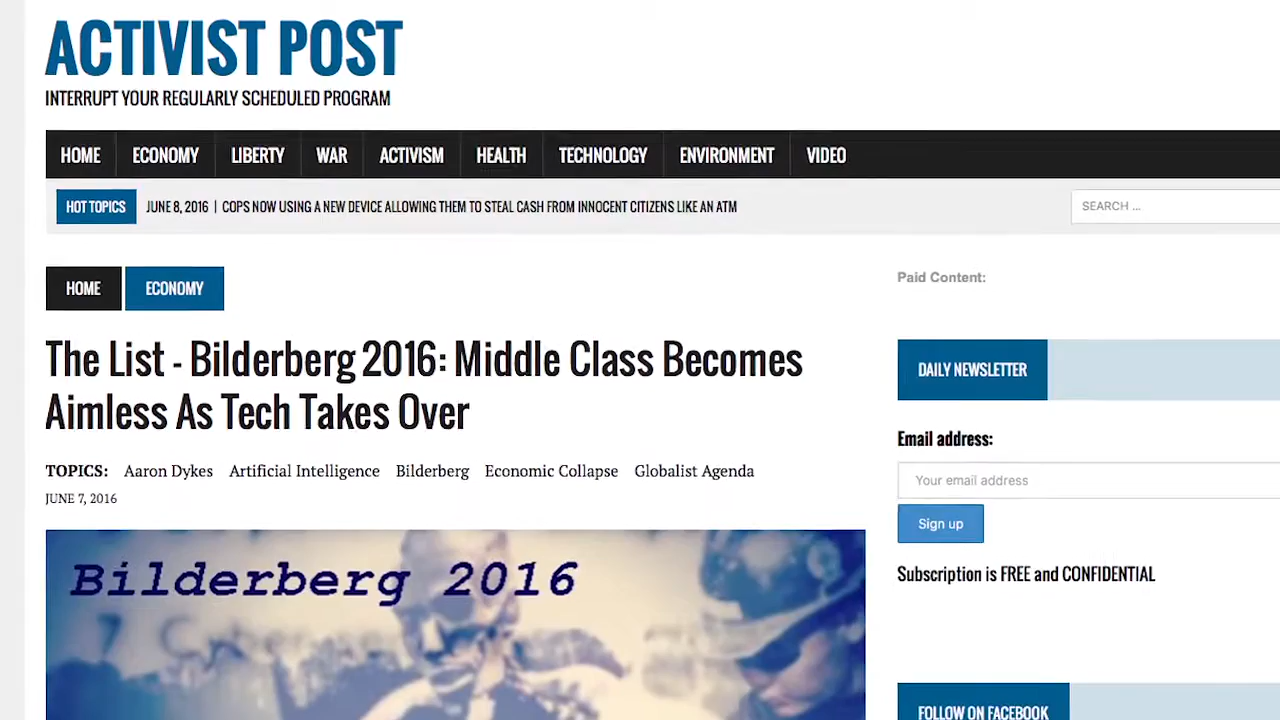 ACTIVIST POST
INTERRUPT YOUR REGULARLY SCHEDULED PROGRAM
HOME ECONOMY LIBERTY WAR ACTIVISM HEALTH TECHNOLOGY ENVIRONMENT VIDEO
HOT TOPICS JUNE 8, 2016 | COPS NOW USING A NEW DEVICE ALLOWING THEM TO STEAL CASH FROM INNOCENT CITIZENS LIKE AN ATM
SEARCH ...
HOME ECONOMY
The List - Bilderberg 2016: Middle Class Becomes
Aimless As Tech Takes Over
TOPICS: Aaron Dykes Artificial Intelligence Bilderberg Economic Collapse Globalist Agenda
JUNE 7, 2016
Bilderberg 2016
7 Cyber
Paid Content:
DAILY NEWSLETTER
Email address:
Your email address
Sign up
Subscription is FREE and CONFIDENTIAL
FOLLOW ON FACEBOOK